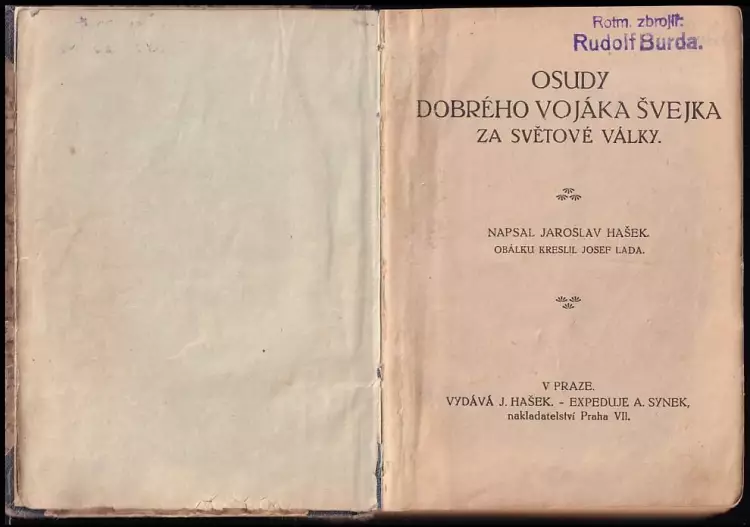 Rotm. zbrojíř:
Rudolf Burda.
OSUDY
DOBRÉHO VOJÁKA ŠVEJKA
ZA SVĚTOVÉ VÁLKY.
NAPSAL JAROSLAV HAŠEK.
OBÁLKU KRESLIL JOSEF LADA.
V PRAZE.
VYDÁVÁ J. HAŠEK. - EXPEDUJE A. SYNEK,
nakladatelství Praha VII.